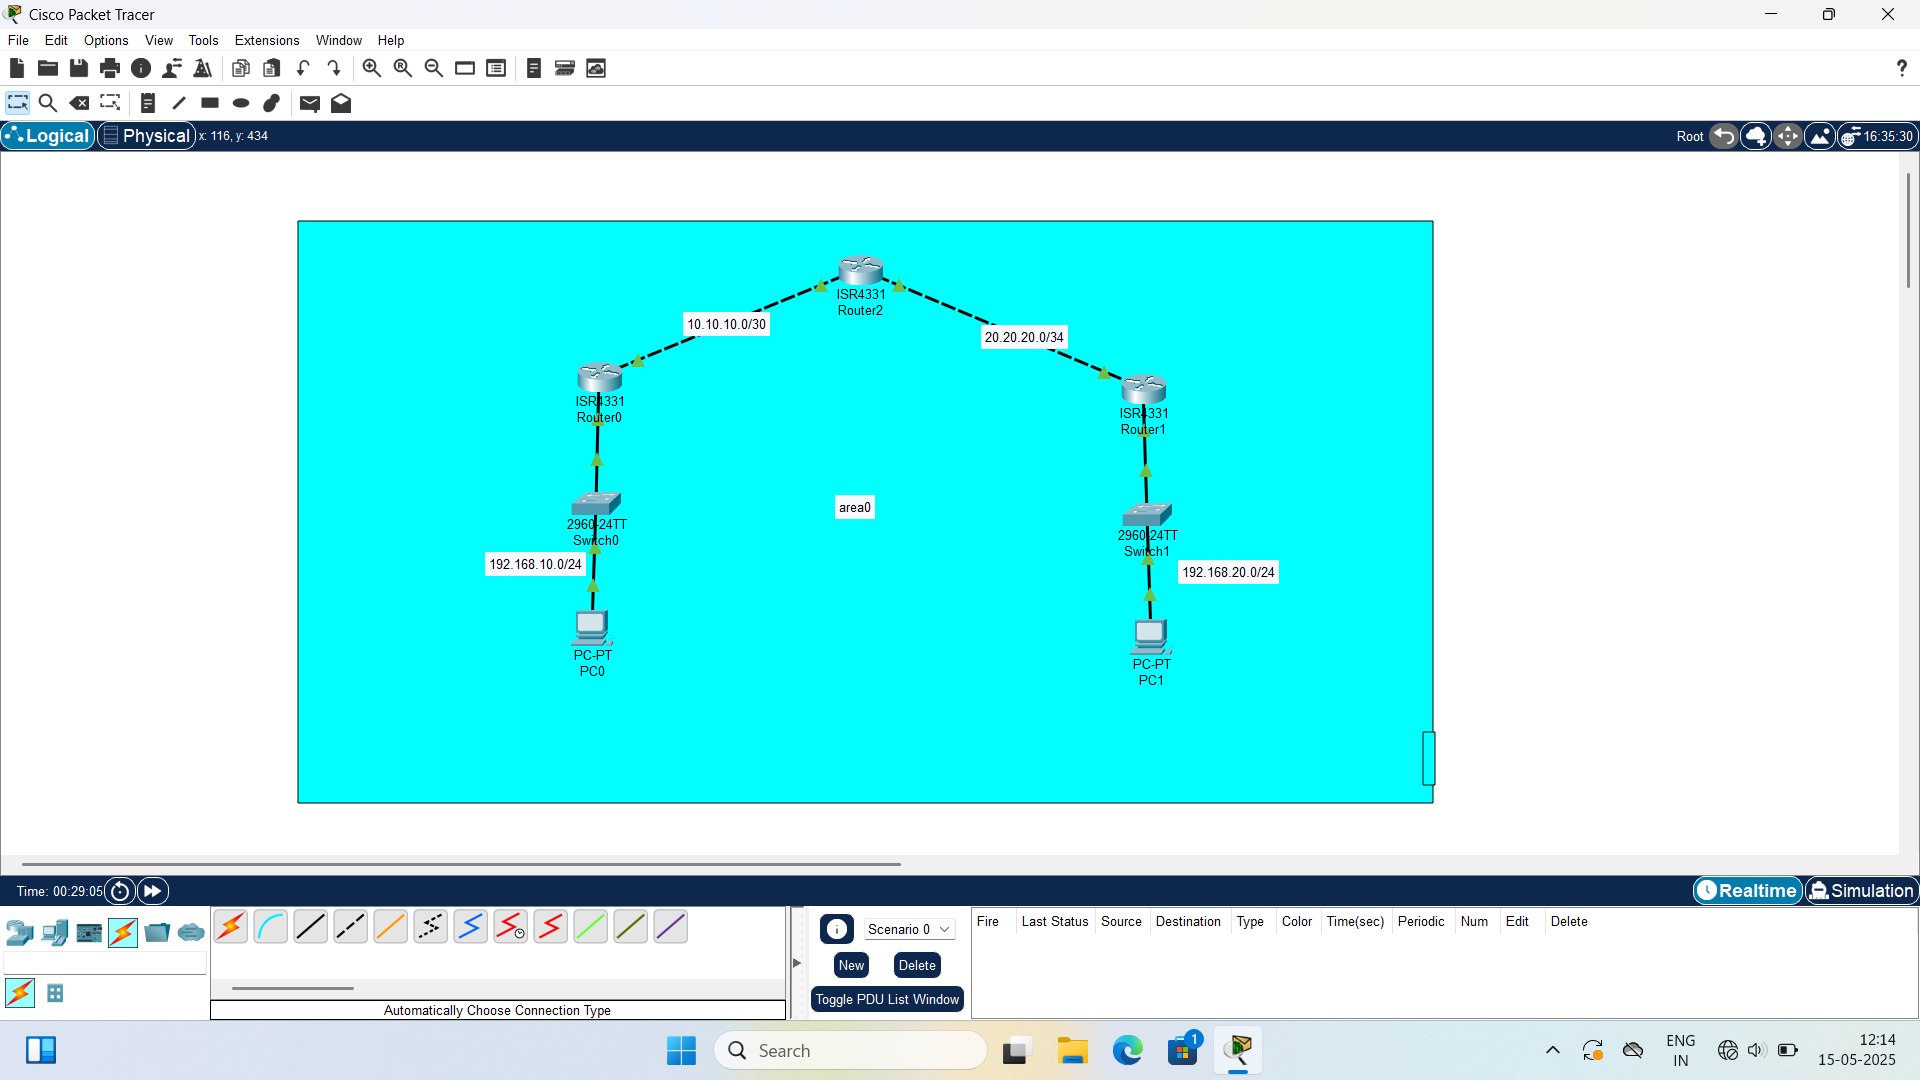 Cisco Packet Tracer
File Edit Options View Tools Extensions Window Help
?
Logical Physical x: 116, y: 434 Root 16:35:30
ISR4331
Router2
10.10.10.0/30
20.20.20.0/34
ISR4331
Router0
ISR4331
Router1
area0
2960-24TT
Switch0
2960-24TT
Switch1
192.168.10.0/24
192.168.20.0/24
PC-PT
PC0
PC-PT
PC1
Time: 00:29:05 Realtime Simulation
Scenario 0
New Delete
Toggle PDU List Window
Fire Last Status Source Destination Type Color Time(sec) Periodic Num Edit Delete
Automatically Choose Connection Type
Search
1
ENG
IN
12:14
15-05-2025